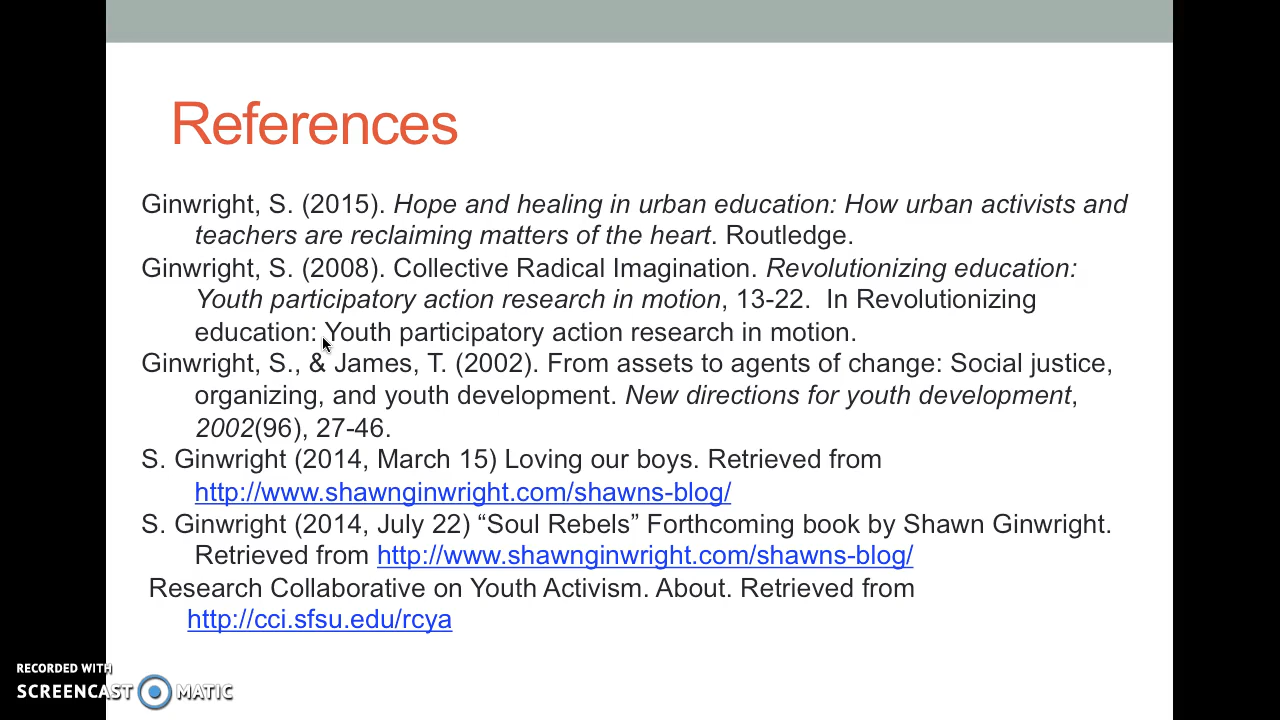 References
Ginwright, S. (2015). Hope and healing in urban education: How urban activists and
teachers are reclaiming matters of the heart. Routledge.
Ginwright, S. (2008). Collective Radical Imagination. Revolutionizing education:
Youth participatory action research in motion, 13-22.  In Revolutionizing
education: Youth participatory action research in motion.
Ginwright, S., & James, T. (2002). From assets to agents of change: Social justice,
organizing, and youth development. New directions for youth development,
2002(96), 27-46.
S. Ginwright (2014, March 15) Loving our boys. Retrieved from
http://www.shawnginwright.com/shawns-blog/
S. Ginwright (2014, July 22) “Soul Rebels” Forthcoming book by Shawn Ginwright.
Retrieved from http://www.shawnginwright.com/shawns-blog/
Research Collaborative on Youth Activism. About. Retrieved from
http://cci.sfsu.edu/rcya
RECORDED WITH
SCREENCAST MATIC